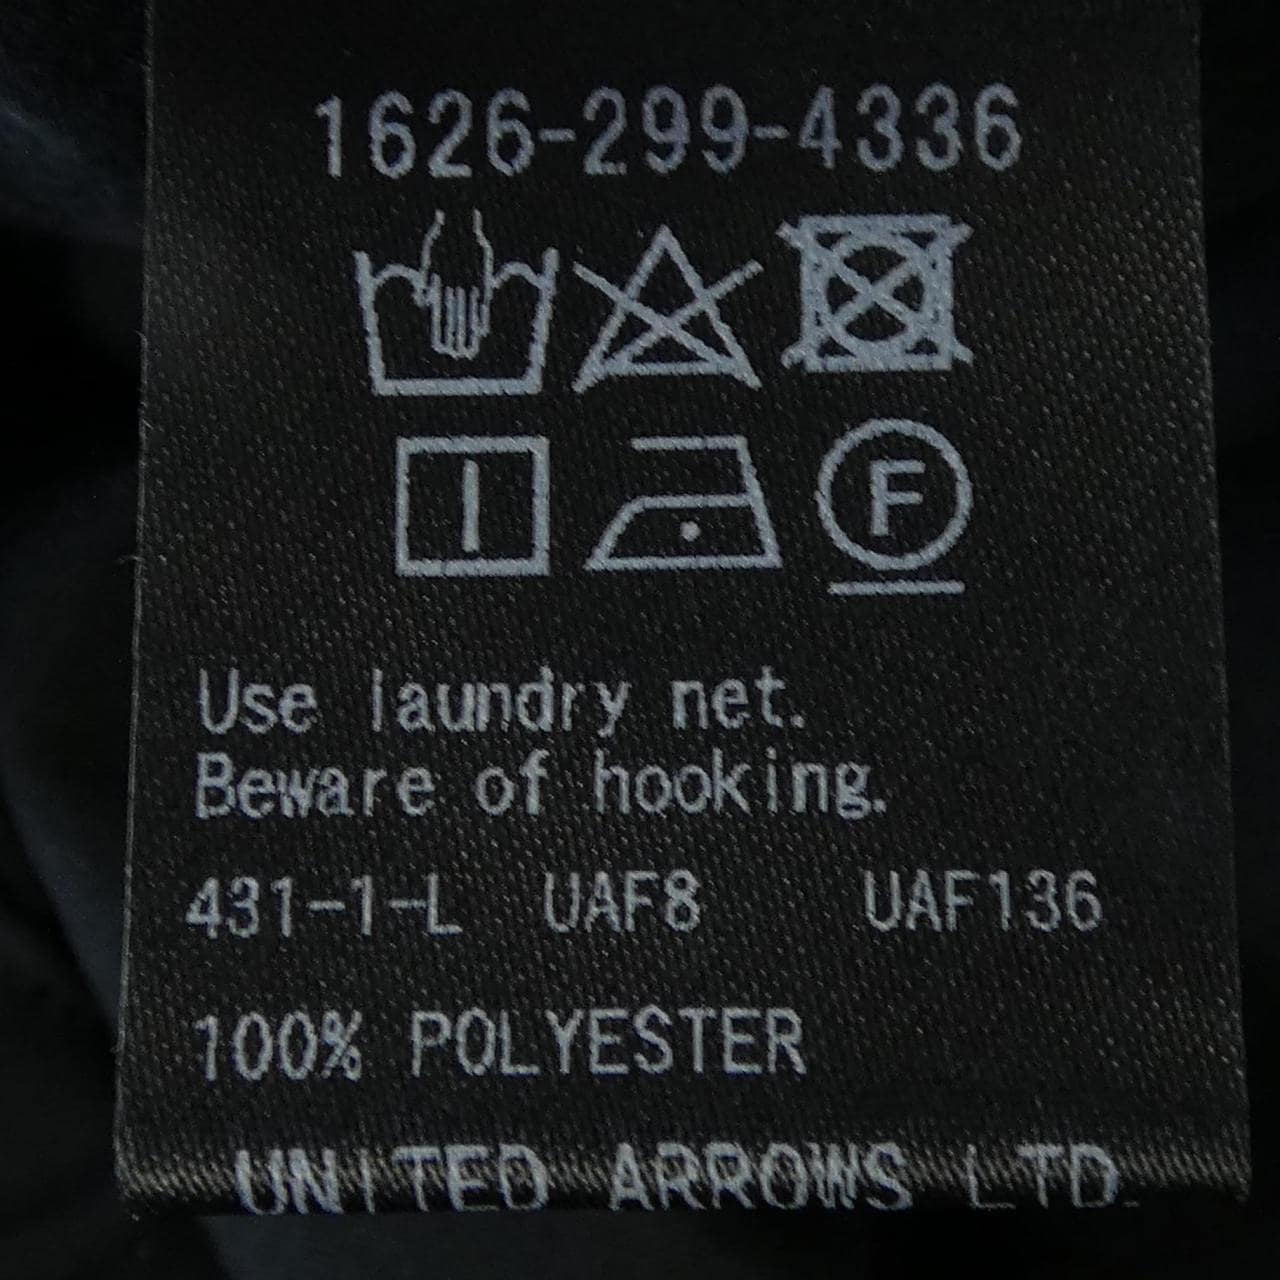 1626-299-4336
F
Use laundry net.
Beware of hooking.
431-1-L UAF8 UAF136
100% POLYESTER
UNITED ARROWS LTD.